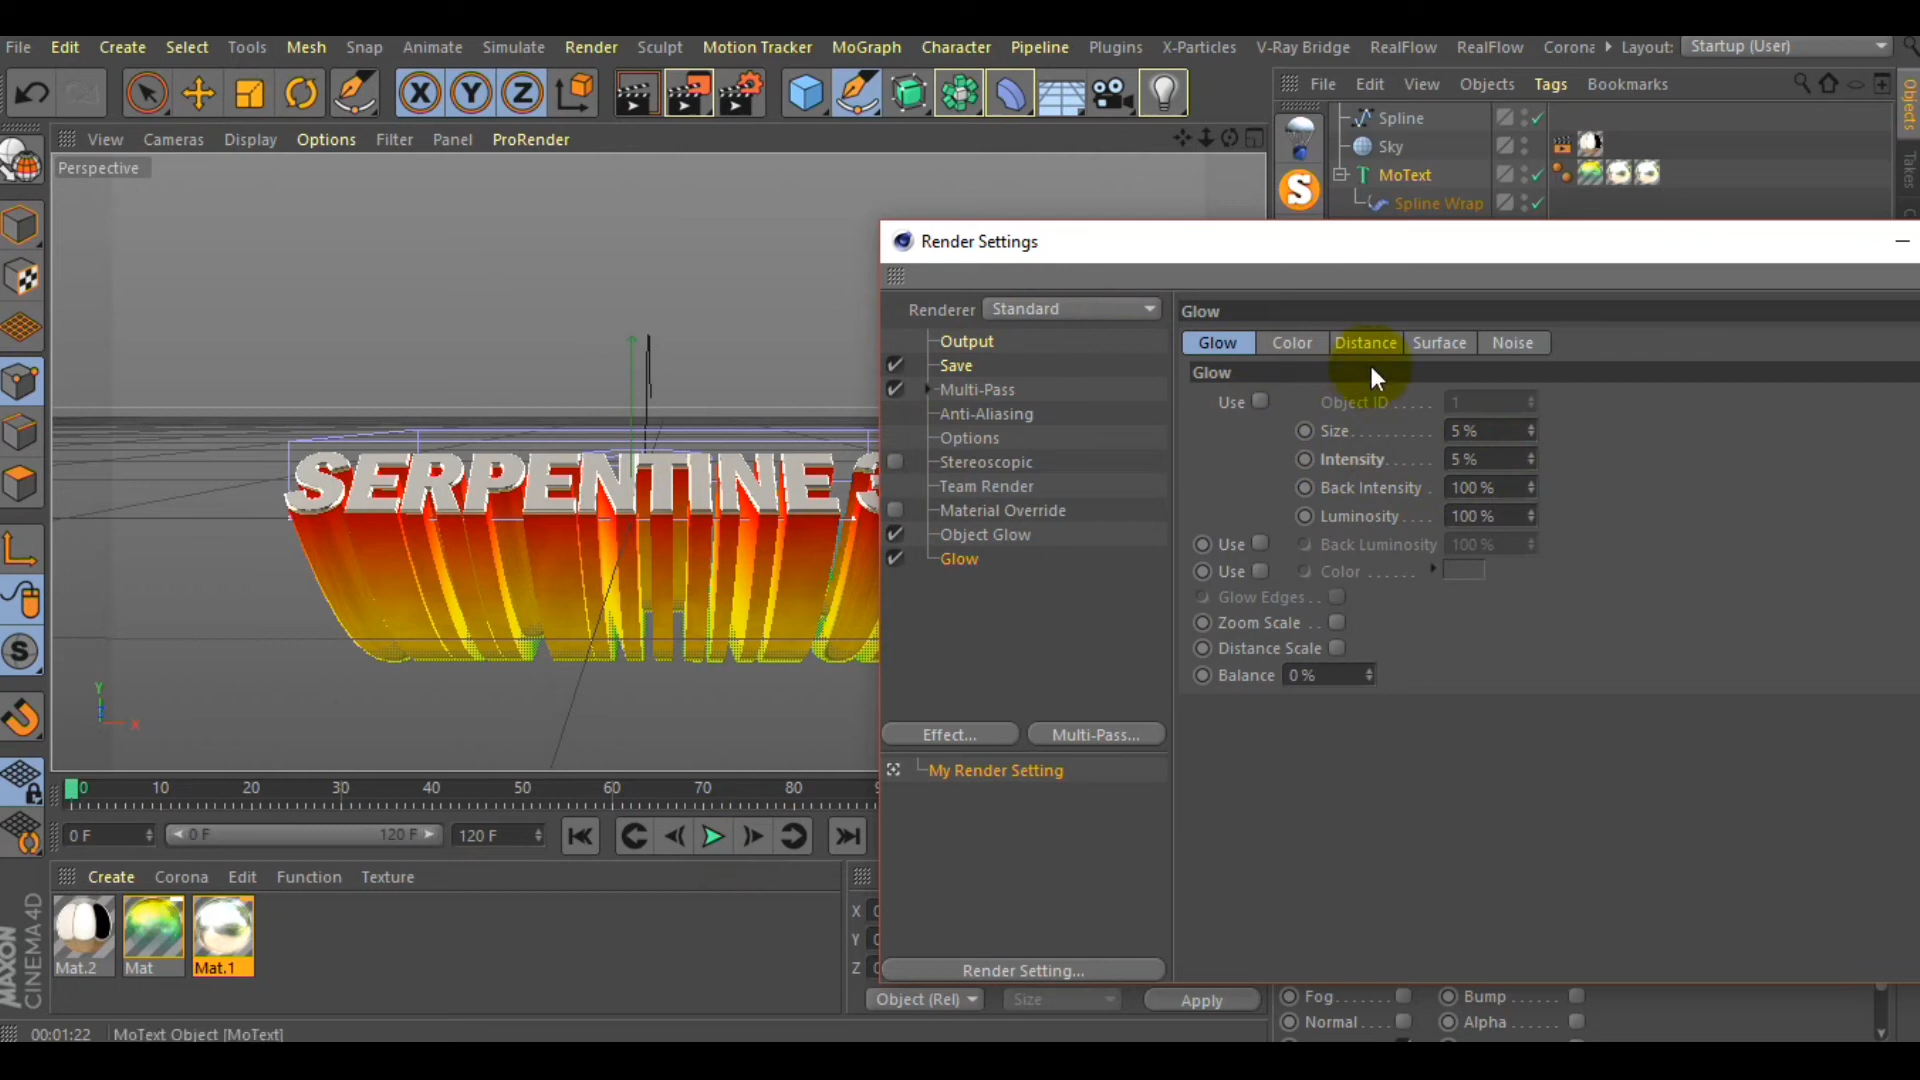 File Edit Create Select Tools Mesh Snap Animate Simulate Render Sculpt Motion Tracker MoGraph Character Pipeline Plugins X-Particles V-Ray Bridge RealFlow RealFlow Corona Layout: Startup (User)
X Y Z
File Edit View Objects Tags Bookmarks
Objects
Takes
View Cameras Display Options Filter Panel ProRender
Perspective
Spline
Sky
MoText
Spline Wrap
S
Render Settings
Renderer Standard
Output
Save
Multi-Pass
Anti-Aliasing
Options
Stereoscopic
Team Render
Material Override
Object Glow
Glow
Effect... Multi-Pass...
My Render Setting
Render Setting...
Glow
Glow Color Distance Surface Noise
Glow
Use Object ID ..... 1
Size......... 5 %
Intensity...... 5 %
Back Intensity . 100 %
Luminosity .... 100 %
Use Back Luminosity 100 %
Use Color ......
Glow Edges . .
Zoom Scale . .
Distance Scale
Balance 0 %
SERPENTINE 3
Y
Z
X
0 10 20 30 40 50 60 70 80 9
0 F 0 F 120 F 120 F
Create Corona Edit Function Texture
Mat.2 Mat Mat.1
MAXON
CINEMA 4D
X 0
Y 0
Z 0
Object (Rel) Size Apply
Fog....... Bump ......
Normal .... Alpha ......
00:01:22 MoText Object [MoText]